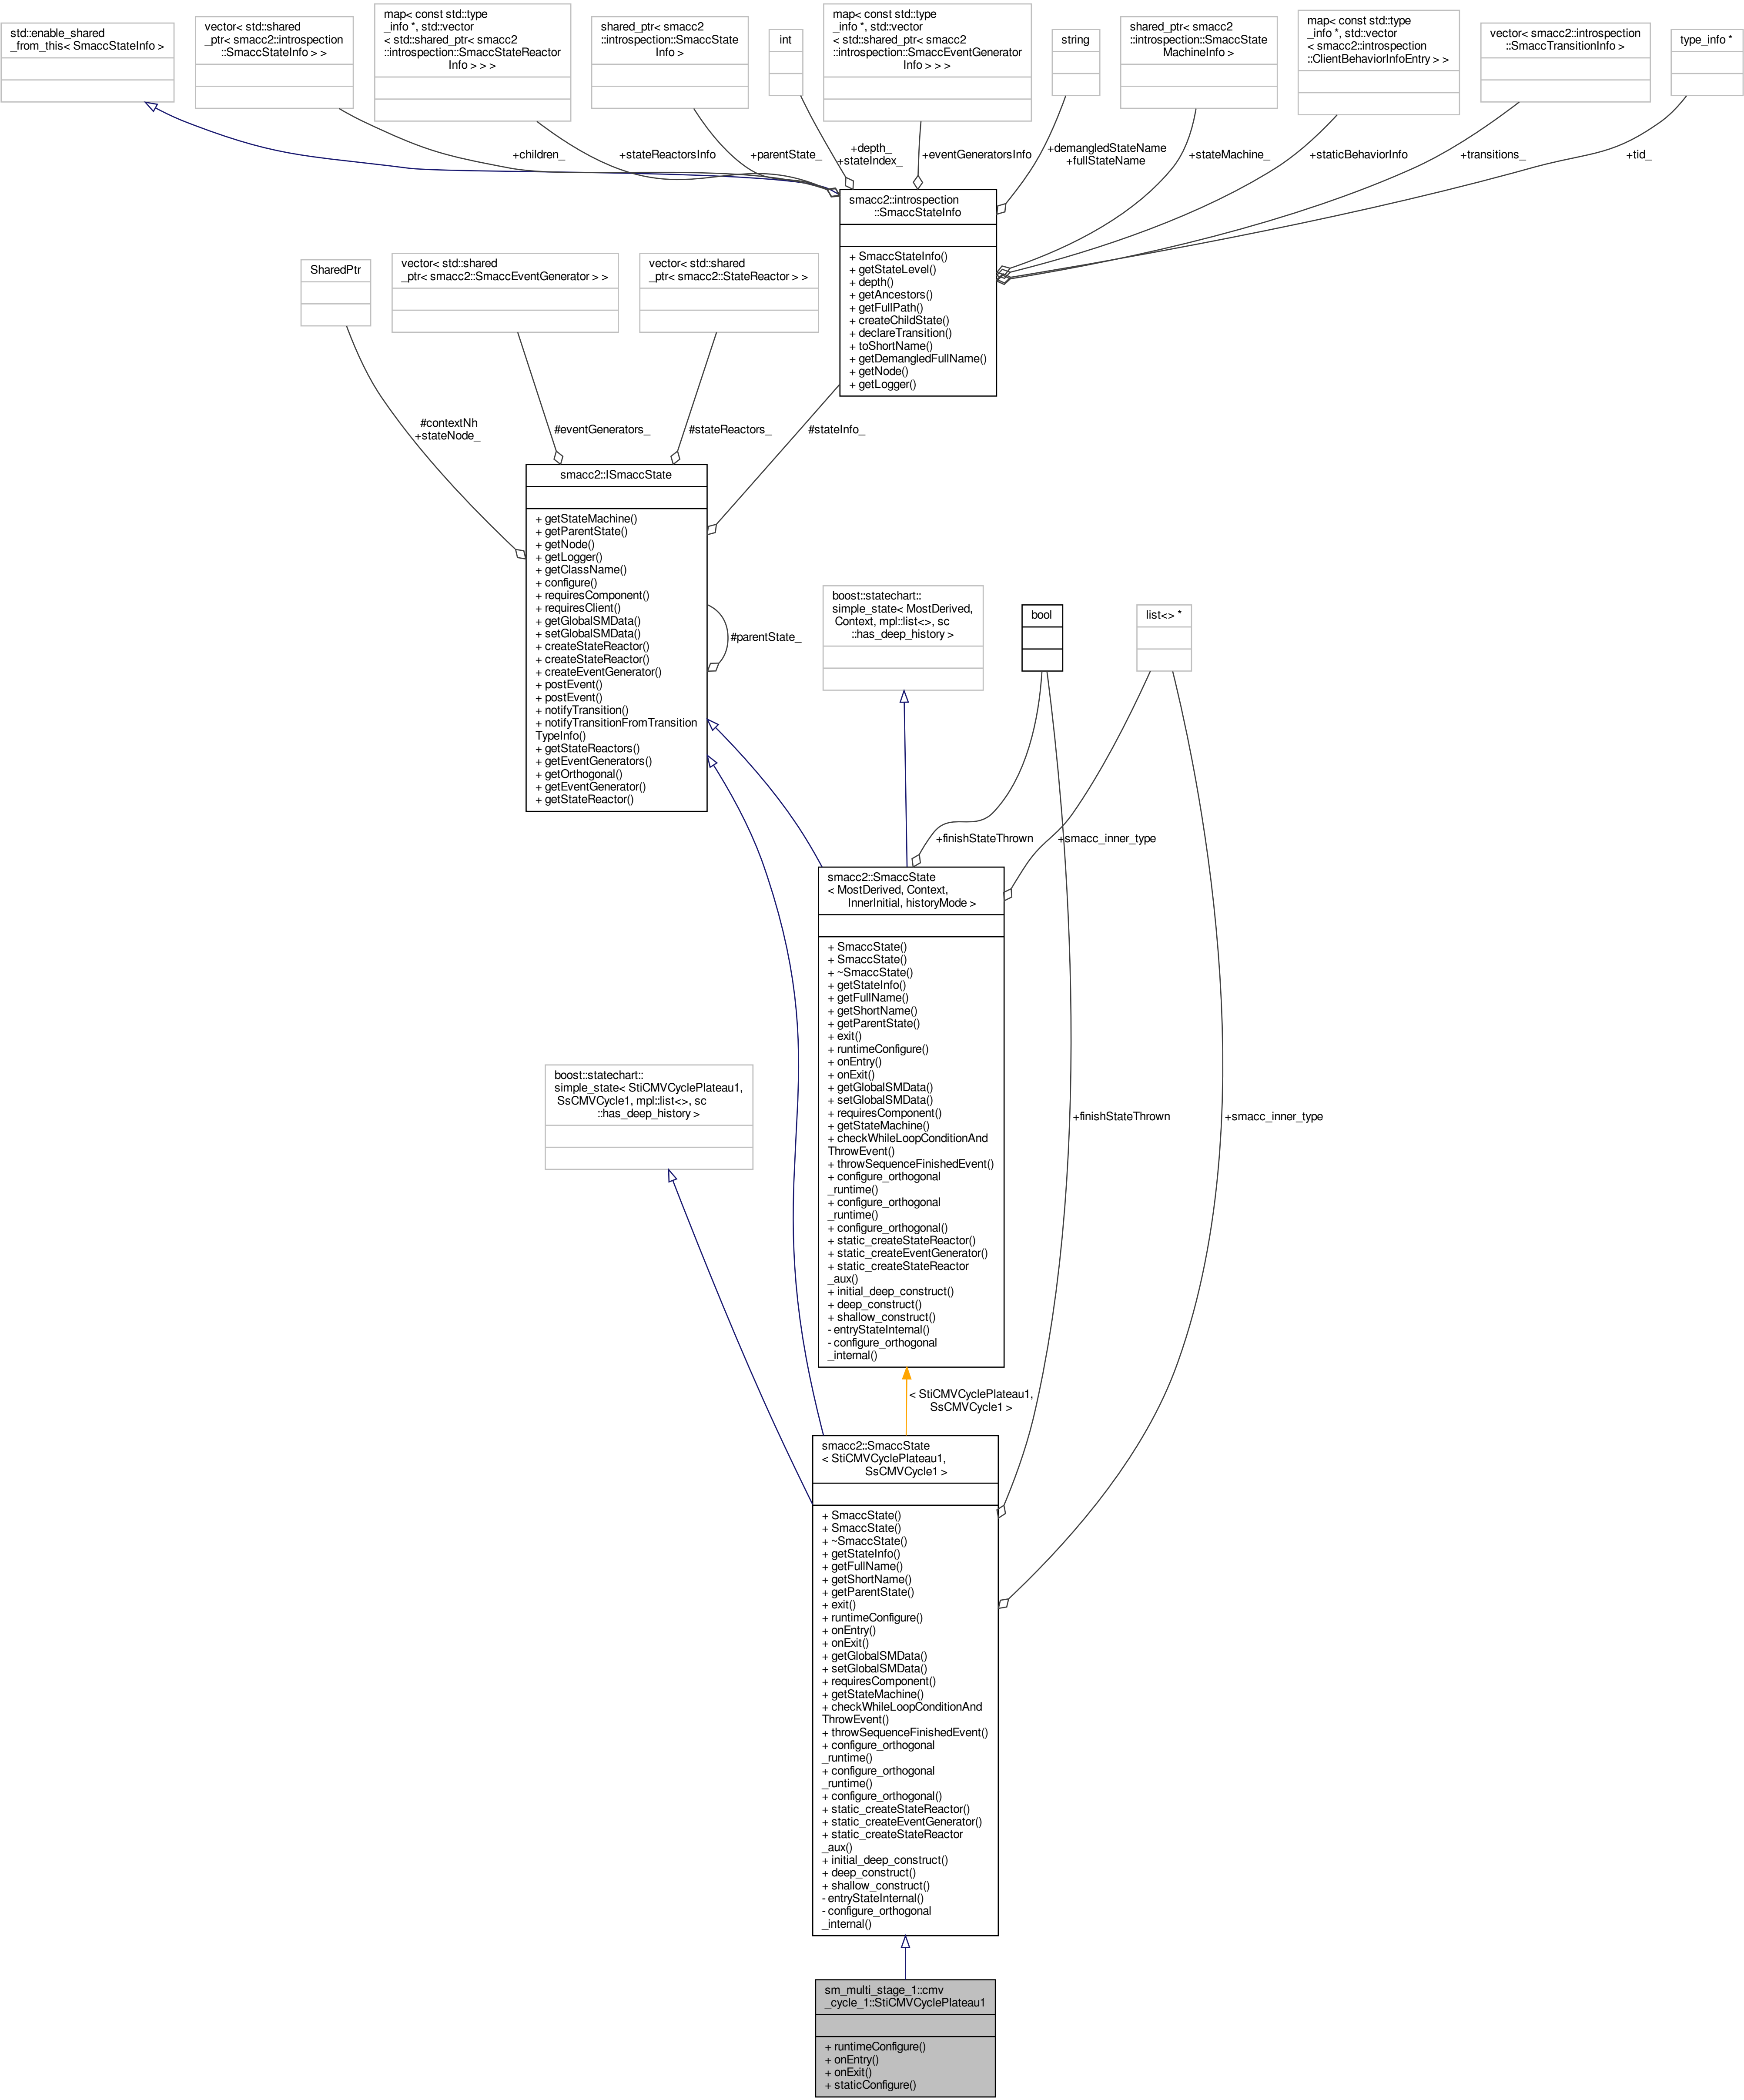 std::enable_shared
_from_this< SmaccStateInfo >
vector< std::shared
_ptr< smacc2::introspection
::SmaccStateInfo > >
map< const std::type
_info *, std::vector
< std::shared_ptr< smacc2
::introspection::SmaccStateReactor
Info > > >
shared_ptr< smacc2
::introspection::SmaccState
Info >
int
map< const std::type
_info *, std::vector
< std::shared_ptr< smacc2
::introspection::SmaccEventGenerator
Info > > >
string
shared_ptr< smacc2
::introspection::SmaccState
MachineInfo >
map< const std::type
_info *, std::vector
< smacc2::introspection
::ClientBehaviorInfoEntry > >
vector< smacc2::introspection
::SmaccTransitionInfo >
type_info *
+children_
+stateReactorsInfo
+parentState_
+depth_
+stateIndex_
+eventGeneratorsInfo
+demangledStateName
+fullStateName
+stateMachine_
+staticBehaviorInfo
+transitions_
+tid_
smacc2::introspection
::SmaccStateInfo
+ SmaccStateInfo()
+ getStateLevel()
+ depth()
+ getAncestors()
+ getFullPath()
+ createChildState()
+ declareTransition()
+ toShortName()
+ getDemangledFullName()
+ getNode()
+ getLogger()
SharedPtr
vector< std::shared
_ptr< smacc2::SmaccEventGenerator > >
vector< std::shared
_ptr< smacc2::StateReactor > >
#contextNh
+stateNode_
#eventGenerators_
#stateReactors_
#stateInfo_
smacc2::ISmaccState
+ getStateMachine()
+ getParentState()
+ getNode()
+ getLogger()
+ getClassName()
+ configure()
+ requiresComponent()
+ requiresClient()
+ getGlobalSMData()
+ setGlobalSMData()
+ createStateReactor()
+ createStateReactor()
+ createEventGenerator()
+ postEvent()
+ postEvent()
+ notifyTransition()
+ notifyTransitionFromTransition
TypeInfo()
+ getStateReactors()
+ getEventGenerators()
+ getOrthogonal()
+ getEventGenerator()
+ getStateReactor()
#parentState_
boost::statechart::
simple_state< MostDerived,
Context, mpl::list<>, sc
::has_deep_history >
bool
list<> *
+finishStateThrown
+smacc_inner_type
smacc2::SmaccState
< MostDerived, Context,
InnerInitial, historyMode >
+ SmaccState()
+ SmaccState()
+ ~SmaccState()
+ getStateInfo()
+ getFullName()
+ getShortName()
+ getParentState()
+ exit()
+ runtimeConfigure()
+ onEntry()
+ onExit()
+ getGlobalSMData()
+ setGlobalSMData()
+ requiresComponent()
+ getStateMachine()
+ checkWhileLoopConditionAnd
ThrowEvent()
+ throwSequenceFinishedEvent()
+ configure_orthogonal
_runtime()
+ configure_orthogonal
_runtime()
+ configure_orthogonal()
+ static_createStateReactor()
+ static_createEventGenerator()
+ static_createStateReactor
_aux()
+ initial_deep_construct()
+ deep_construct()
+ shallow_construct()
- entryStateInternal()
- configure_orthogonal
_internal()
boost::statechart::
simple_state< StiCMVCyclePlateau1,
SsCMVCycle1, mpl::list<>, sc
::has_deep_history >
+finishStateThrown
+smacc_inner_type
< StiCMVCyclePlateau1,
SsCMVCycle1 >
smacc2::SmaccState
< StiCMVCyclePlateau1,
SsCMVCycle1 >
+ SmaccState()
+ SmaccState()
+ ~SmaccState()
+ getStateInfo()
+ getFullName()
+ getShortName()
+ getParentState()
+ exit()
+ runtimeConfigure()
+ onEntry()
+ onExit()
+ getGlobalSMData()
+ setGlobalSMData()
+ requiresComponent()
+ getStateMachine()
+ checkWhileLoopConditionAnd
ThrowEvent()
+ throwSequenceFinishedEvent()
+ configure_orthogonal
_runtime()
+ configure_orthogonal
_runtime()
+ configure_orthogonal()
+ static_createStateReactor()
+ static_createEventGenerator()
+ static_createStateReactor
_aux()
+ initial_deep_construct()
+ deep_construct()
+ shallow_construct()
- entryStateInternal()
- configure_orthogonal
_internal()
sm_multi_stage_1::cmv
_cycle_1::StiCMVCyclePlateau1
+ runtimeConfigure()
+ onEntry()
+ onExit()
+ staticConfigure()